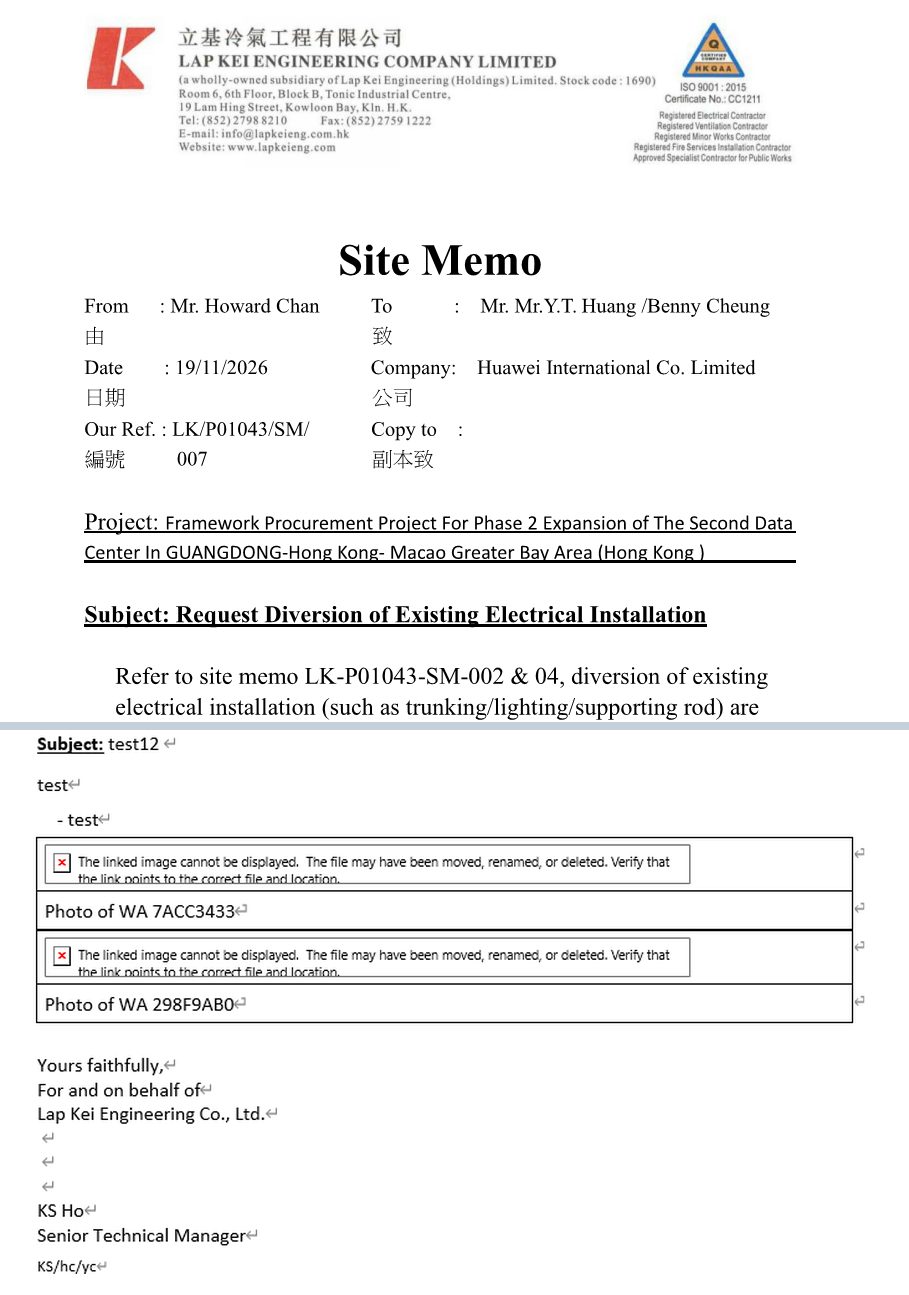 立基冷氣工程有限公司
LAP KEI ENGINEERING COMPANY LIMITED
(a wholly-owned subsidiary of Lap Kei Engineering (Holdings) Limited. Stock code : 1690)
Room 6, 6th Floor, Block B, Tonic Industrial Centre,
19 Lam Hing Street, Kowloon Bay, Kln. H.K.
Tel: (852) 2798 8210 Fax: (852) 2759 1222
E-mail: info@lapkeieng.com.hk
Website: www.lapkeieng.com
Q
CERTIFIED
COMPANY
HKQAA
ISO 9001 : 2015
Certificate No.: CC1211
Registered Electrical Contractor
Registered Ventilation Contractor
Registered Minor Works Contractor
Registered Fire Services Installation Contractor
Approved Specialist Contractor for Public Works
Site Memo
From : Mr. Howard Chan To : Mr. Mr.Y.T. Huang /Benny Cheung
由 致
Date : 19/11/2026 Company: Huawei International Co. Limited
日期 公司
Our Ref. : LK/P01043/SM/ Copy to :
編號 007 副本致
Project: Framework Procurement Project For Phase 2 Expansion of The Second Data
Center In GUANGDONG-Hong Kong- Macao Greater Bay Area (Hong Kong )
Subject: Request Diversion of Existing Electrical Installation
Refer to site memo LK-P01043-SM-002 & 04, diversion of existing
electrical installation (such as trunking/lighting/supporting rod) are
Subject: test12
test
- test
The linked image cannot be displayed. The file may have been moved, renamed, or deleted. Verify that
the link points to the correct file and location.
Photo of WA 7ACC3433
The linked image cannot be displayed. The file may have been moved, renamed, or deleted. Verify that
the link points to the correct file and location.
Photo of WA 298F9AB0
Yours faithfully,
For and on behalf of
Lap Kei Engineering Co., Ltd.
KS Ho
Senior Technical Manager
KS/hc/yc